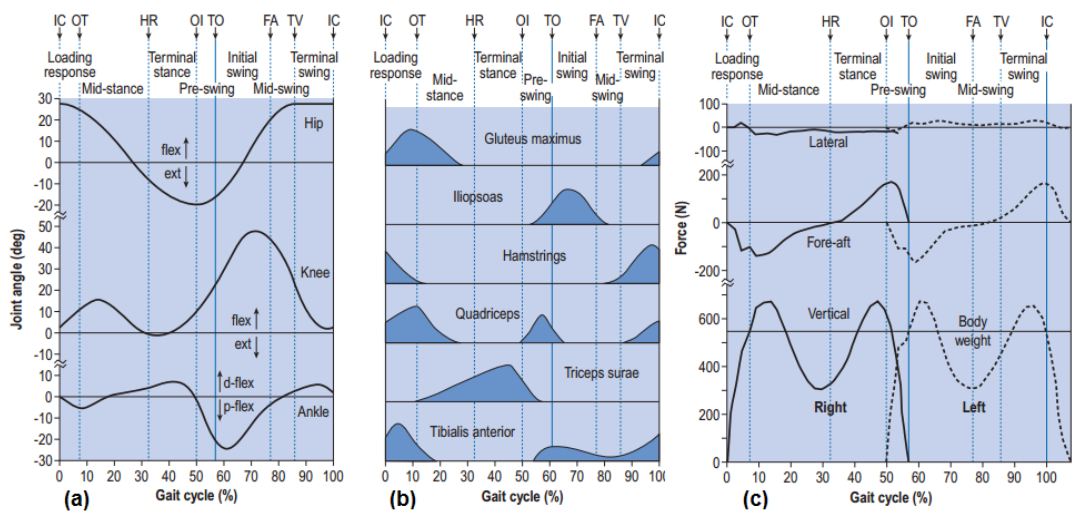 IC OT HR OI TO FA TV IC
Loading response
Mid-stance
Terminal stance
Pre-swing
Initial swing
Mid-swing
Terminal swing
30
20
10
0
-10
20
50
40
30
20
10
0
-10
10
0
-10
-20
-30
Joint angle (deg)
Hip
flex
ext
Knee
flex
ext
d-flex
p-flex
Ankle
0 10 20 30 40 50 60 70 80 90 100
(a) Gait cycle (%)
IC OT HR OI TO FA TV IC
Loading response
Mid-stance
Terminal stance
Pre-swing
Initial swing
Mid-swing
Terminal swing
Gluteus maximus
Iliopsoas
Hamstrings
Quadriceps
Triceps surae
Tibialis anterior
0 10 20 30 40 50 60 70 80 90 100
(b) Gait cycle (%)
IC OT HR OI TO FA TV IC
Loading response
Mid-stance
Terminal stance
Pre-swing
Initial swing
Mid-swing
Terminal swing
100
0
-100
200
0
-200
600
400
200
0
Force (N)
Lateral
Fore-aft
Vertical
Body weight
Right
Left
0 10 20 30 40 50 60 70 80 90 100
(c) Gait cycle (%)